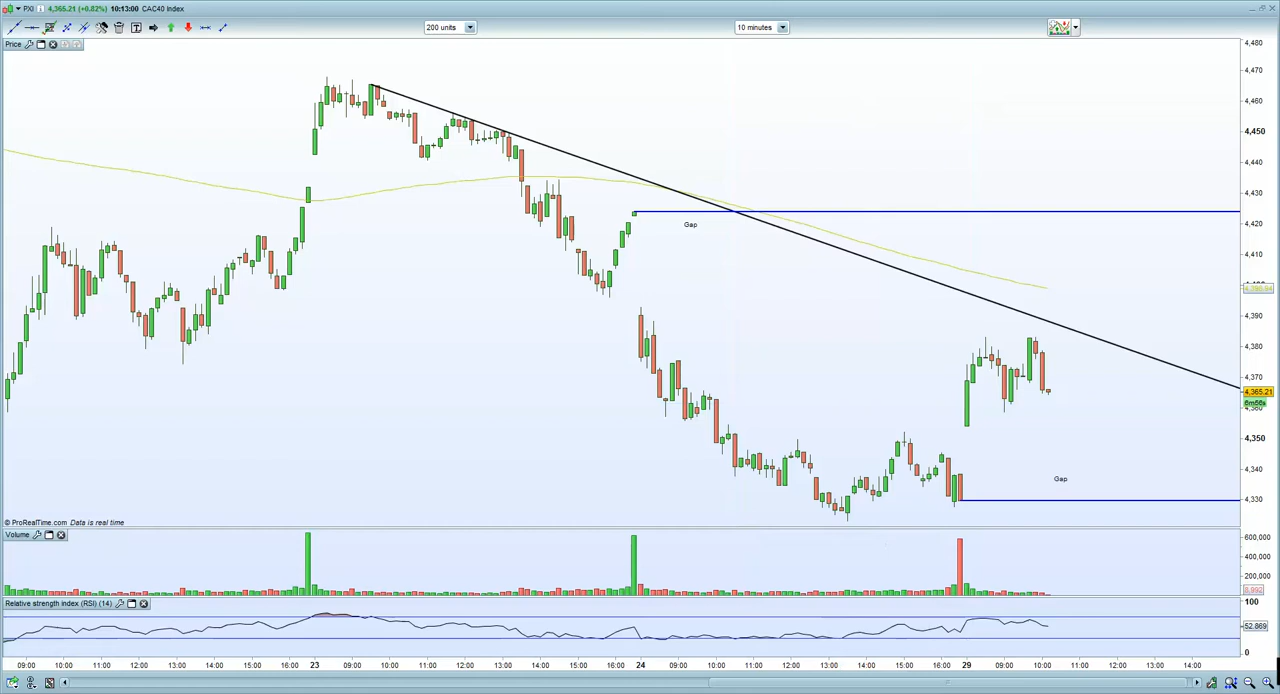 PXI 4,365.21 (+0.82%) 10:13:00 CAC40 Index
200 units
10 minutes
Price
4,480
4,470
4,460
4,450
4,440
4,430
4,420
4,410
4,390
4,380
4,370
4,365.21
6m56s
4,360
4,350
4,340
4,330
Gap
Gap
© ProRealTime.com Data is real time
Volume
600,000
400,000
200,000
8,992
Relative strength index (RSI) (14)
100
52.869
0
09:00 10:00 11:00 12:00 13:00 14:00 15:00 16:00 23 09:00 10:00 11:00 12:00 13:00 14:00 15:00 16:00 24 09:00 10:00 11:00 12:00 13:00 14:00 15:00 16:00 29 09:00 10:00 11:00 12:00 13:00 14:00